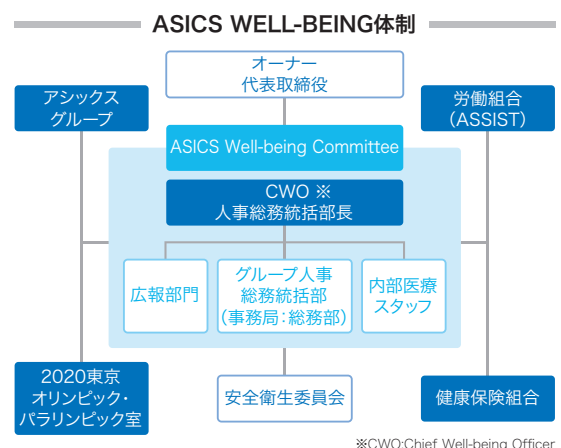 ASICS WELL-BEING体制
オーナー
代表取締役
アシックス
グループ
労働組合
(ASSIST)
ASICS Well-being Committee
CWO ※
人事総務統括部長
広報部門
グループ人事
総務統括部
(事務局:総務部)
内部医療
スタッフ
2020東京
オリンピック・
パラリンピック室
安全衛生委員会
健康保険組合
※CWO:Chief Well-being Officer